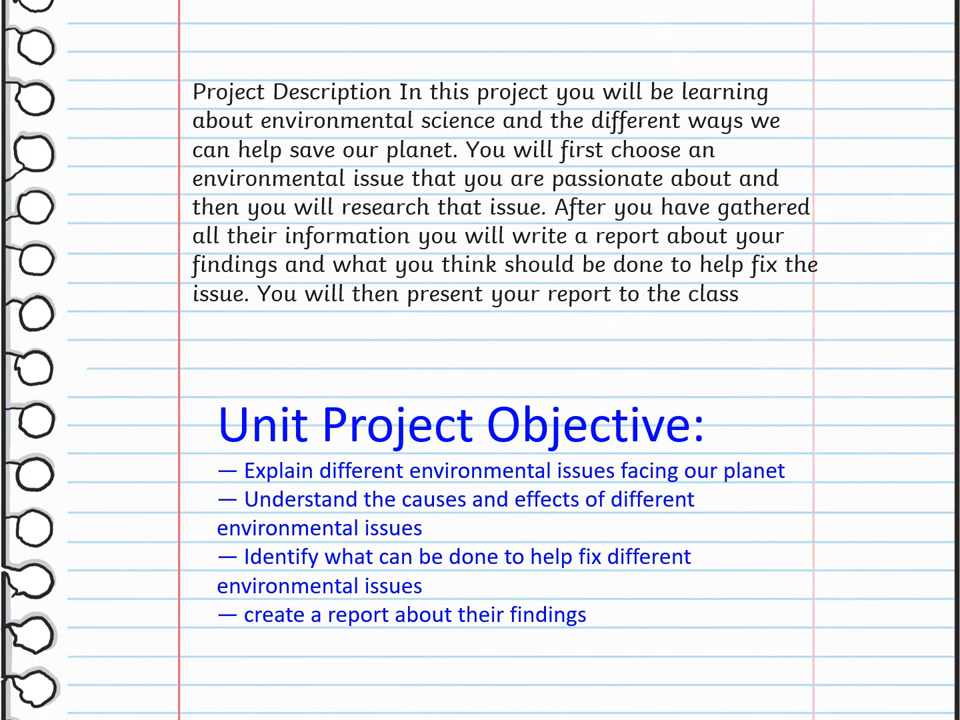 Project Description In this project you will be learning
about environmental science and the different ways we
can help save our planet. You will first choose an
environmental issue that you are passionate about and
then you will research that issue. After you have gathered
all their information you will write a report about your
findings and what you think should be done to help fix the
issue. You will then present your report to the class
Unit Project Objective:
— Explain different environmental issues facing our planet
— Understand the causes and effects of different
environmental issues
— Identify what can be done to help fix different
environmental issues
— create a report about their findings